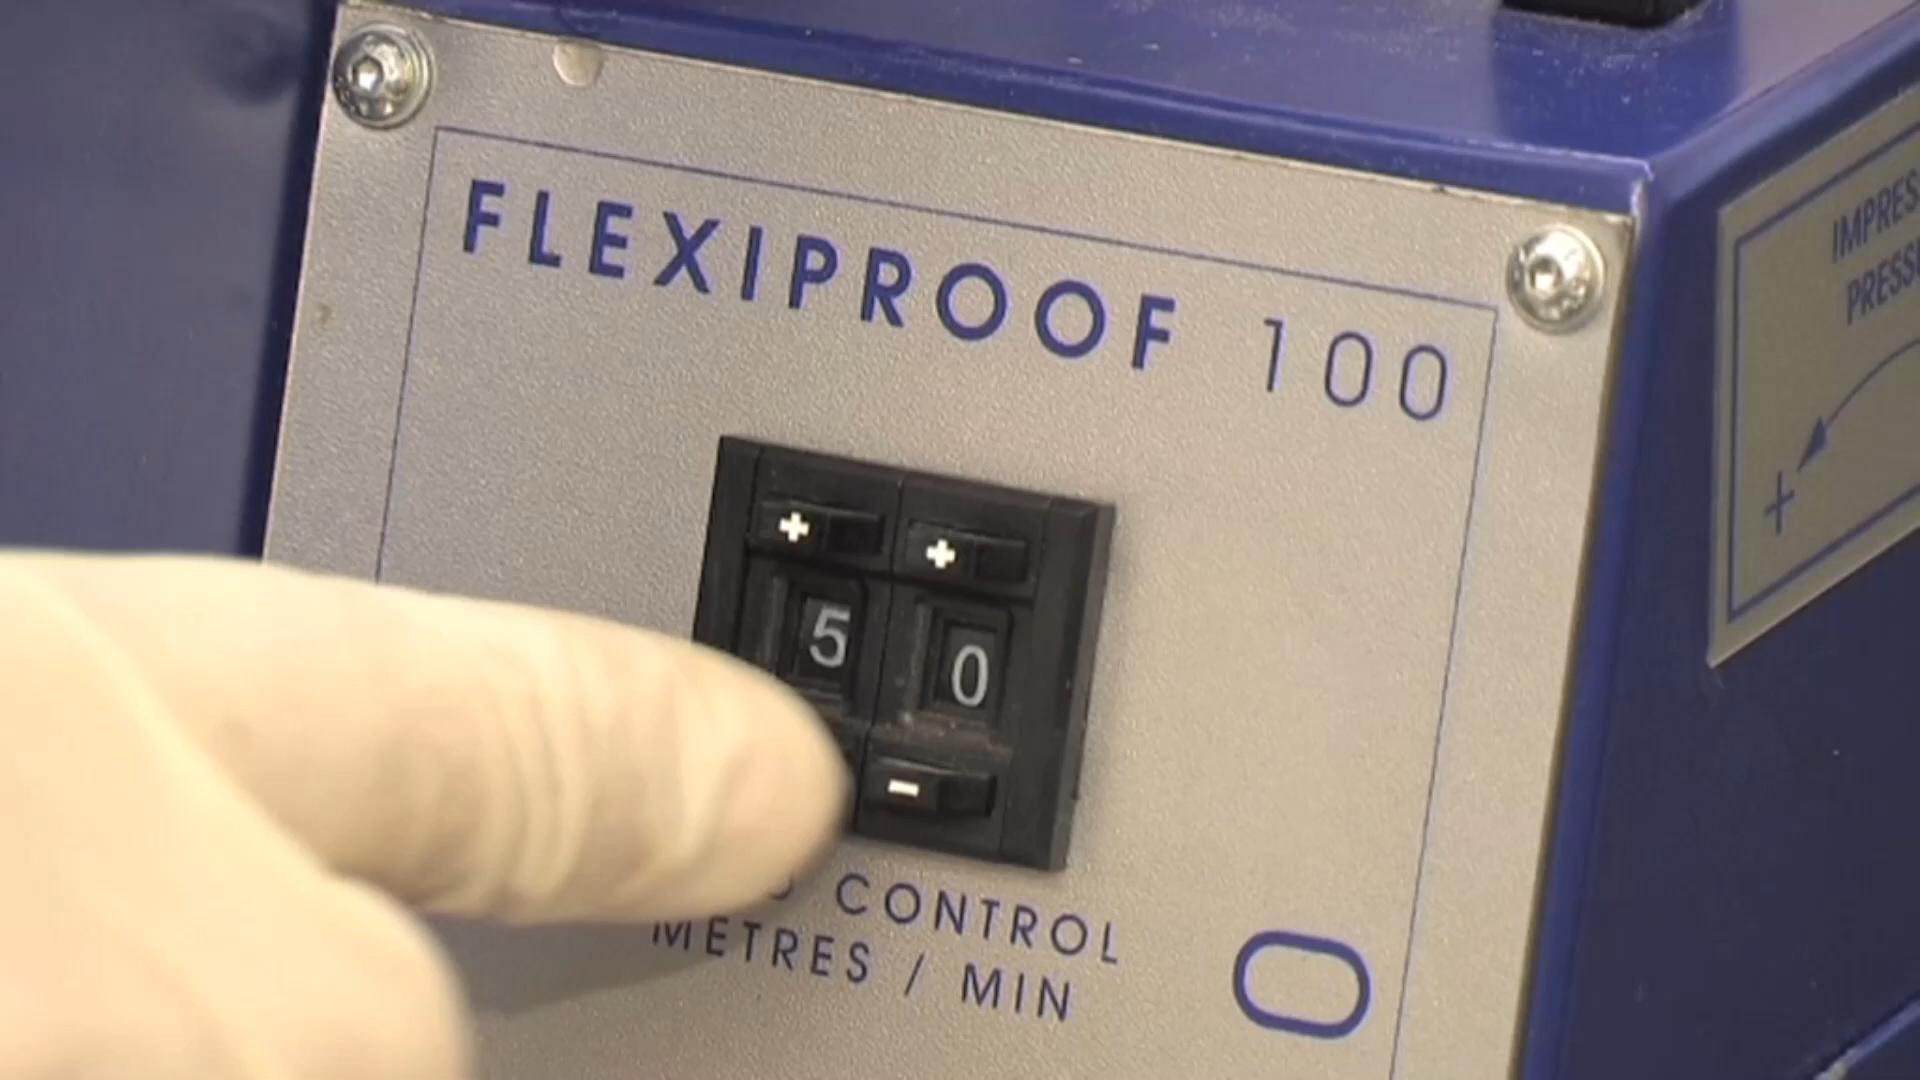 FLEXIPROOF 100
+ +
5 0
-
CONTROL
METRES / MIN
+